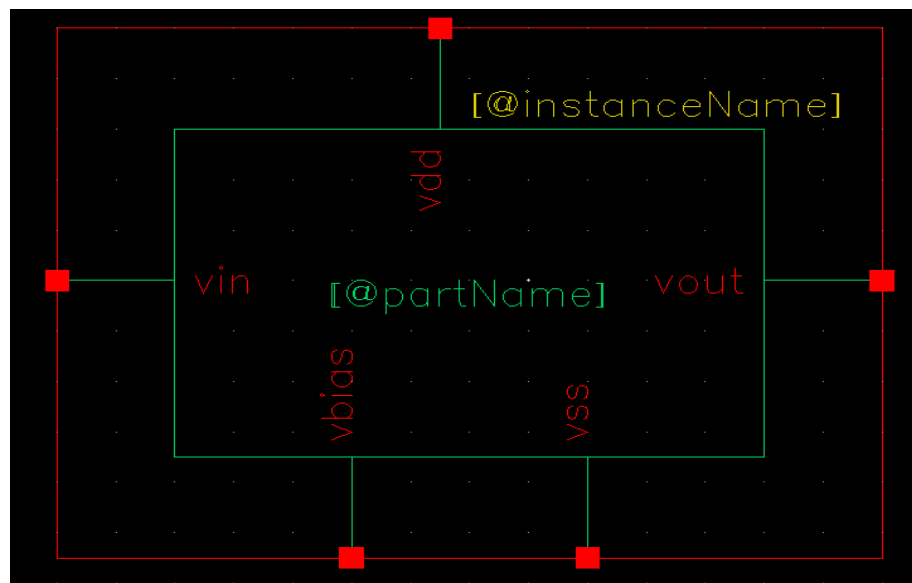 [@instanceName]
vdd
vin
[@partName]
vout
vbias
vss